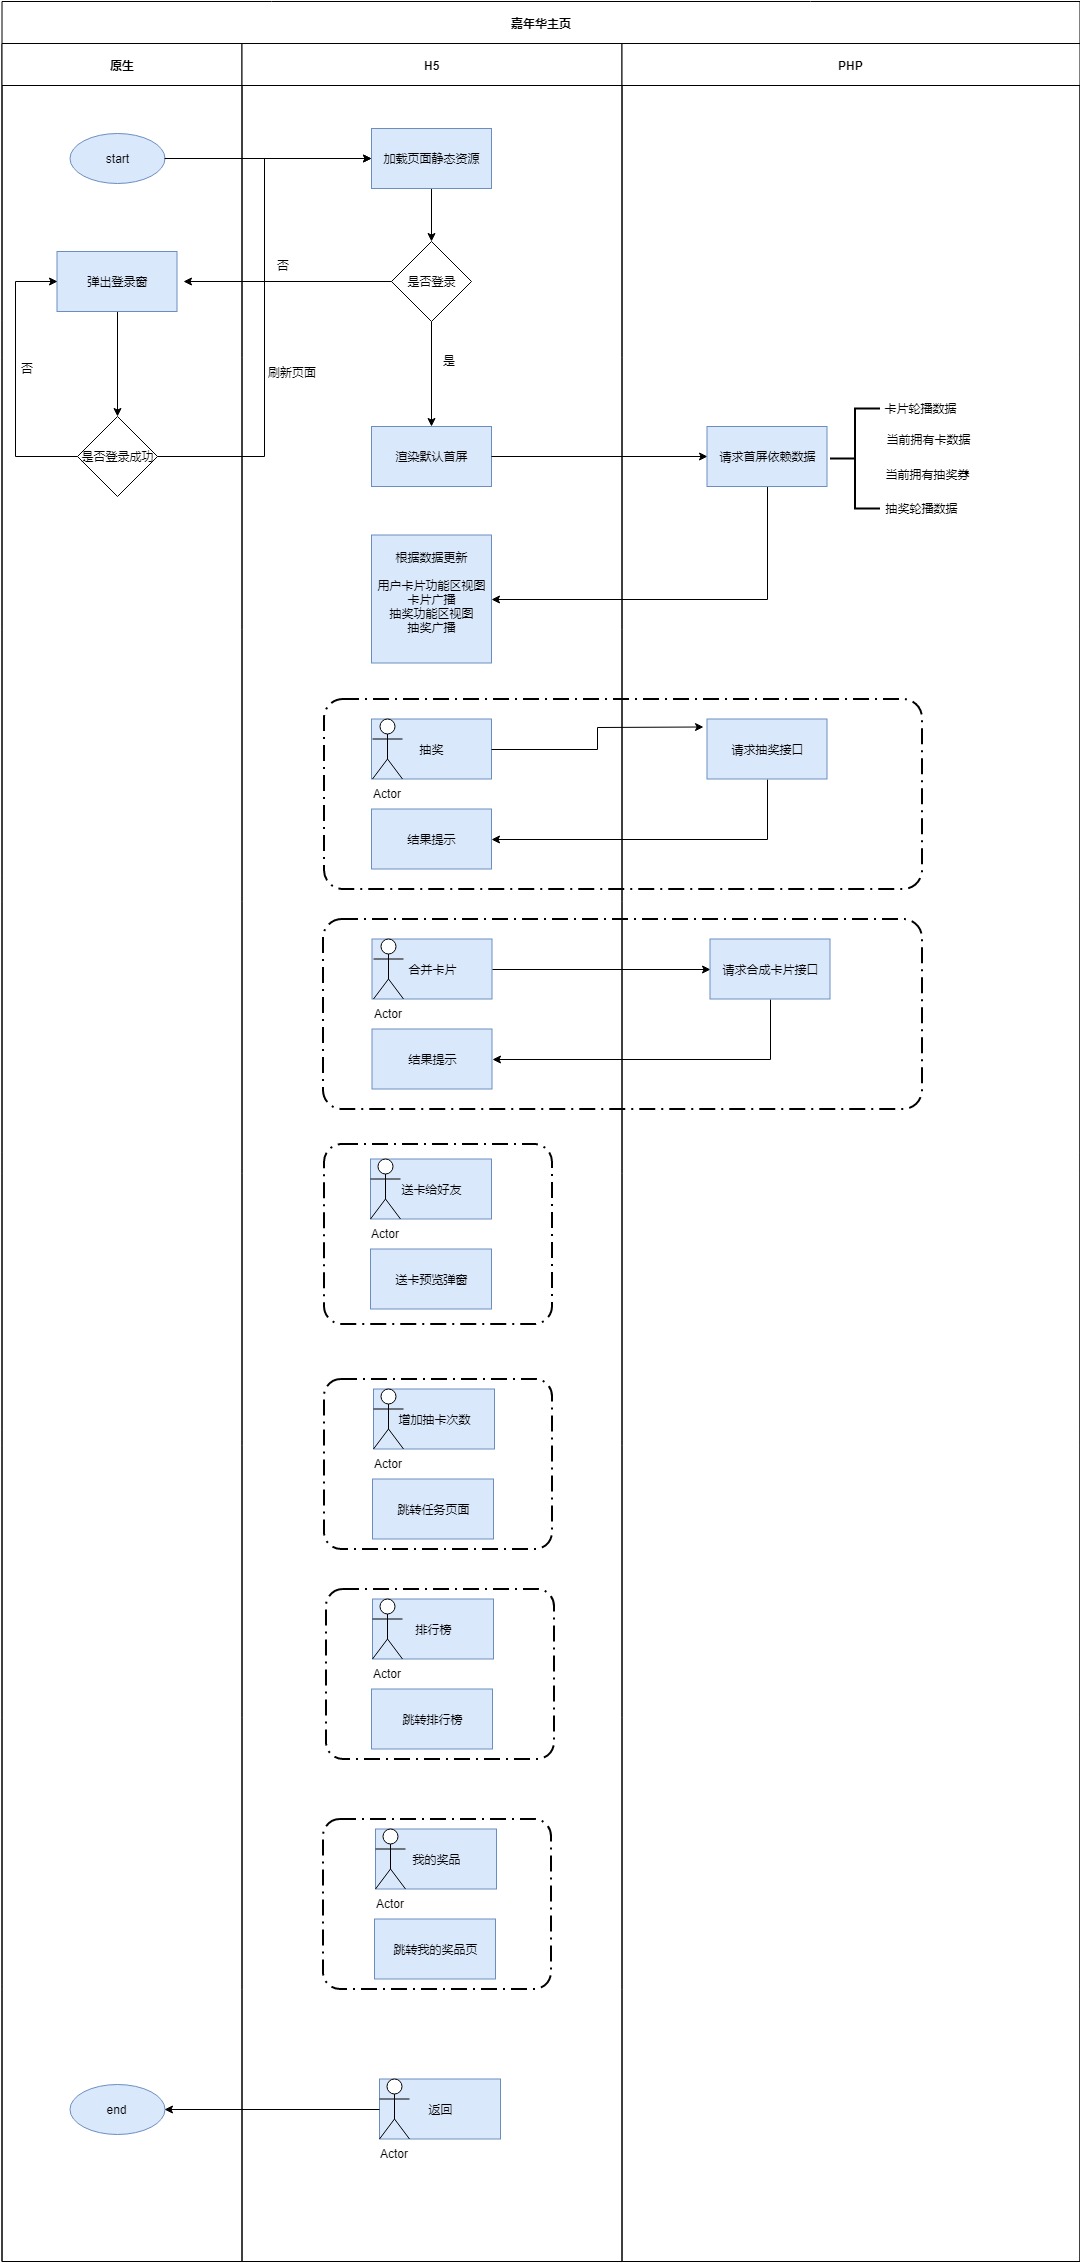 嘉年华主页
原生
H5
PHP
start
加载页面静态资源
弹出登录窗
否
是否登录
否
刷新页面
是
是否登录成功
渲染默认首屏
请求首屏依赖数据
卡片轮播数据
当前拥有卡数据
当前拥有抽奖券
抽奖轮播数据
根据数据更新
用户卡片功能区视图
卡片广播
抽奖功能区视图
抽奖广播
抽奖
Actor
请求抽奖接口
结果提示
合并卡片
Actor
请求合成卡片接口
结果提示
送卡给好友
Actor
送卡预览弹窗
增加抽卡次数
Actor
跳转任务页面
排行榜
Actor
跳转排行榜
我的奖品
Actor
跳转我的奖品页
end
返回
Actor